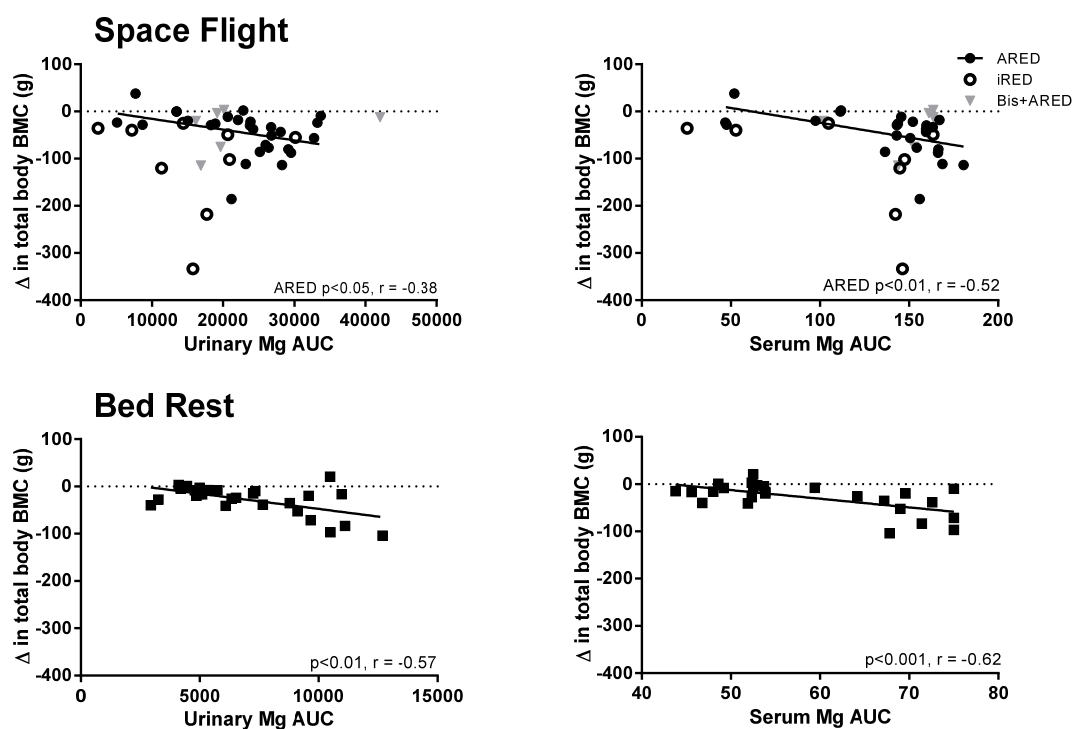 Space Flight
Δ in total body BMC (g)
100
0
-100
-200
-300
-400
ARED p<0.05, r = -0.38
0 10000 20000 30000 40000 50000
Urinary Mg AUC
Δ in total body BMC (g)
100
0
-100
-200
-300
-400
ARED
iRED
Bis+ARED
ARED p<0.01, r = -0.52
0 50 100 150 200
Serum Mg AUC
Bed Rest
Δ in total body BMC (g)
100
0
-100
-200
-300
-400
p<0.01, r = -0.57
0 5000 10000 15000
Urinary Mg AUC
Δ in total body BMC (g)
100
0
-100
-200
-300
-400
p<0.001, r = -0.62
40 50 60 70 80
Serum Mg AUC